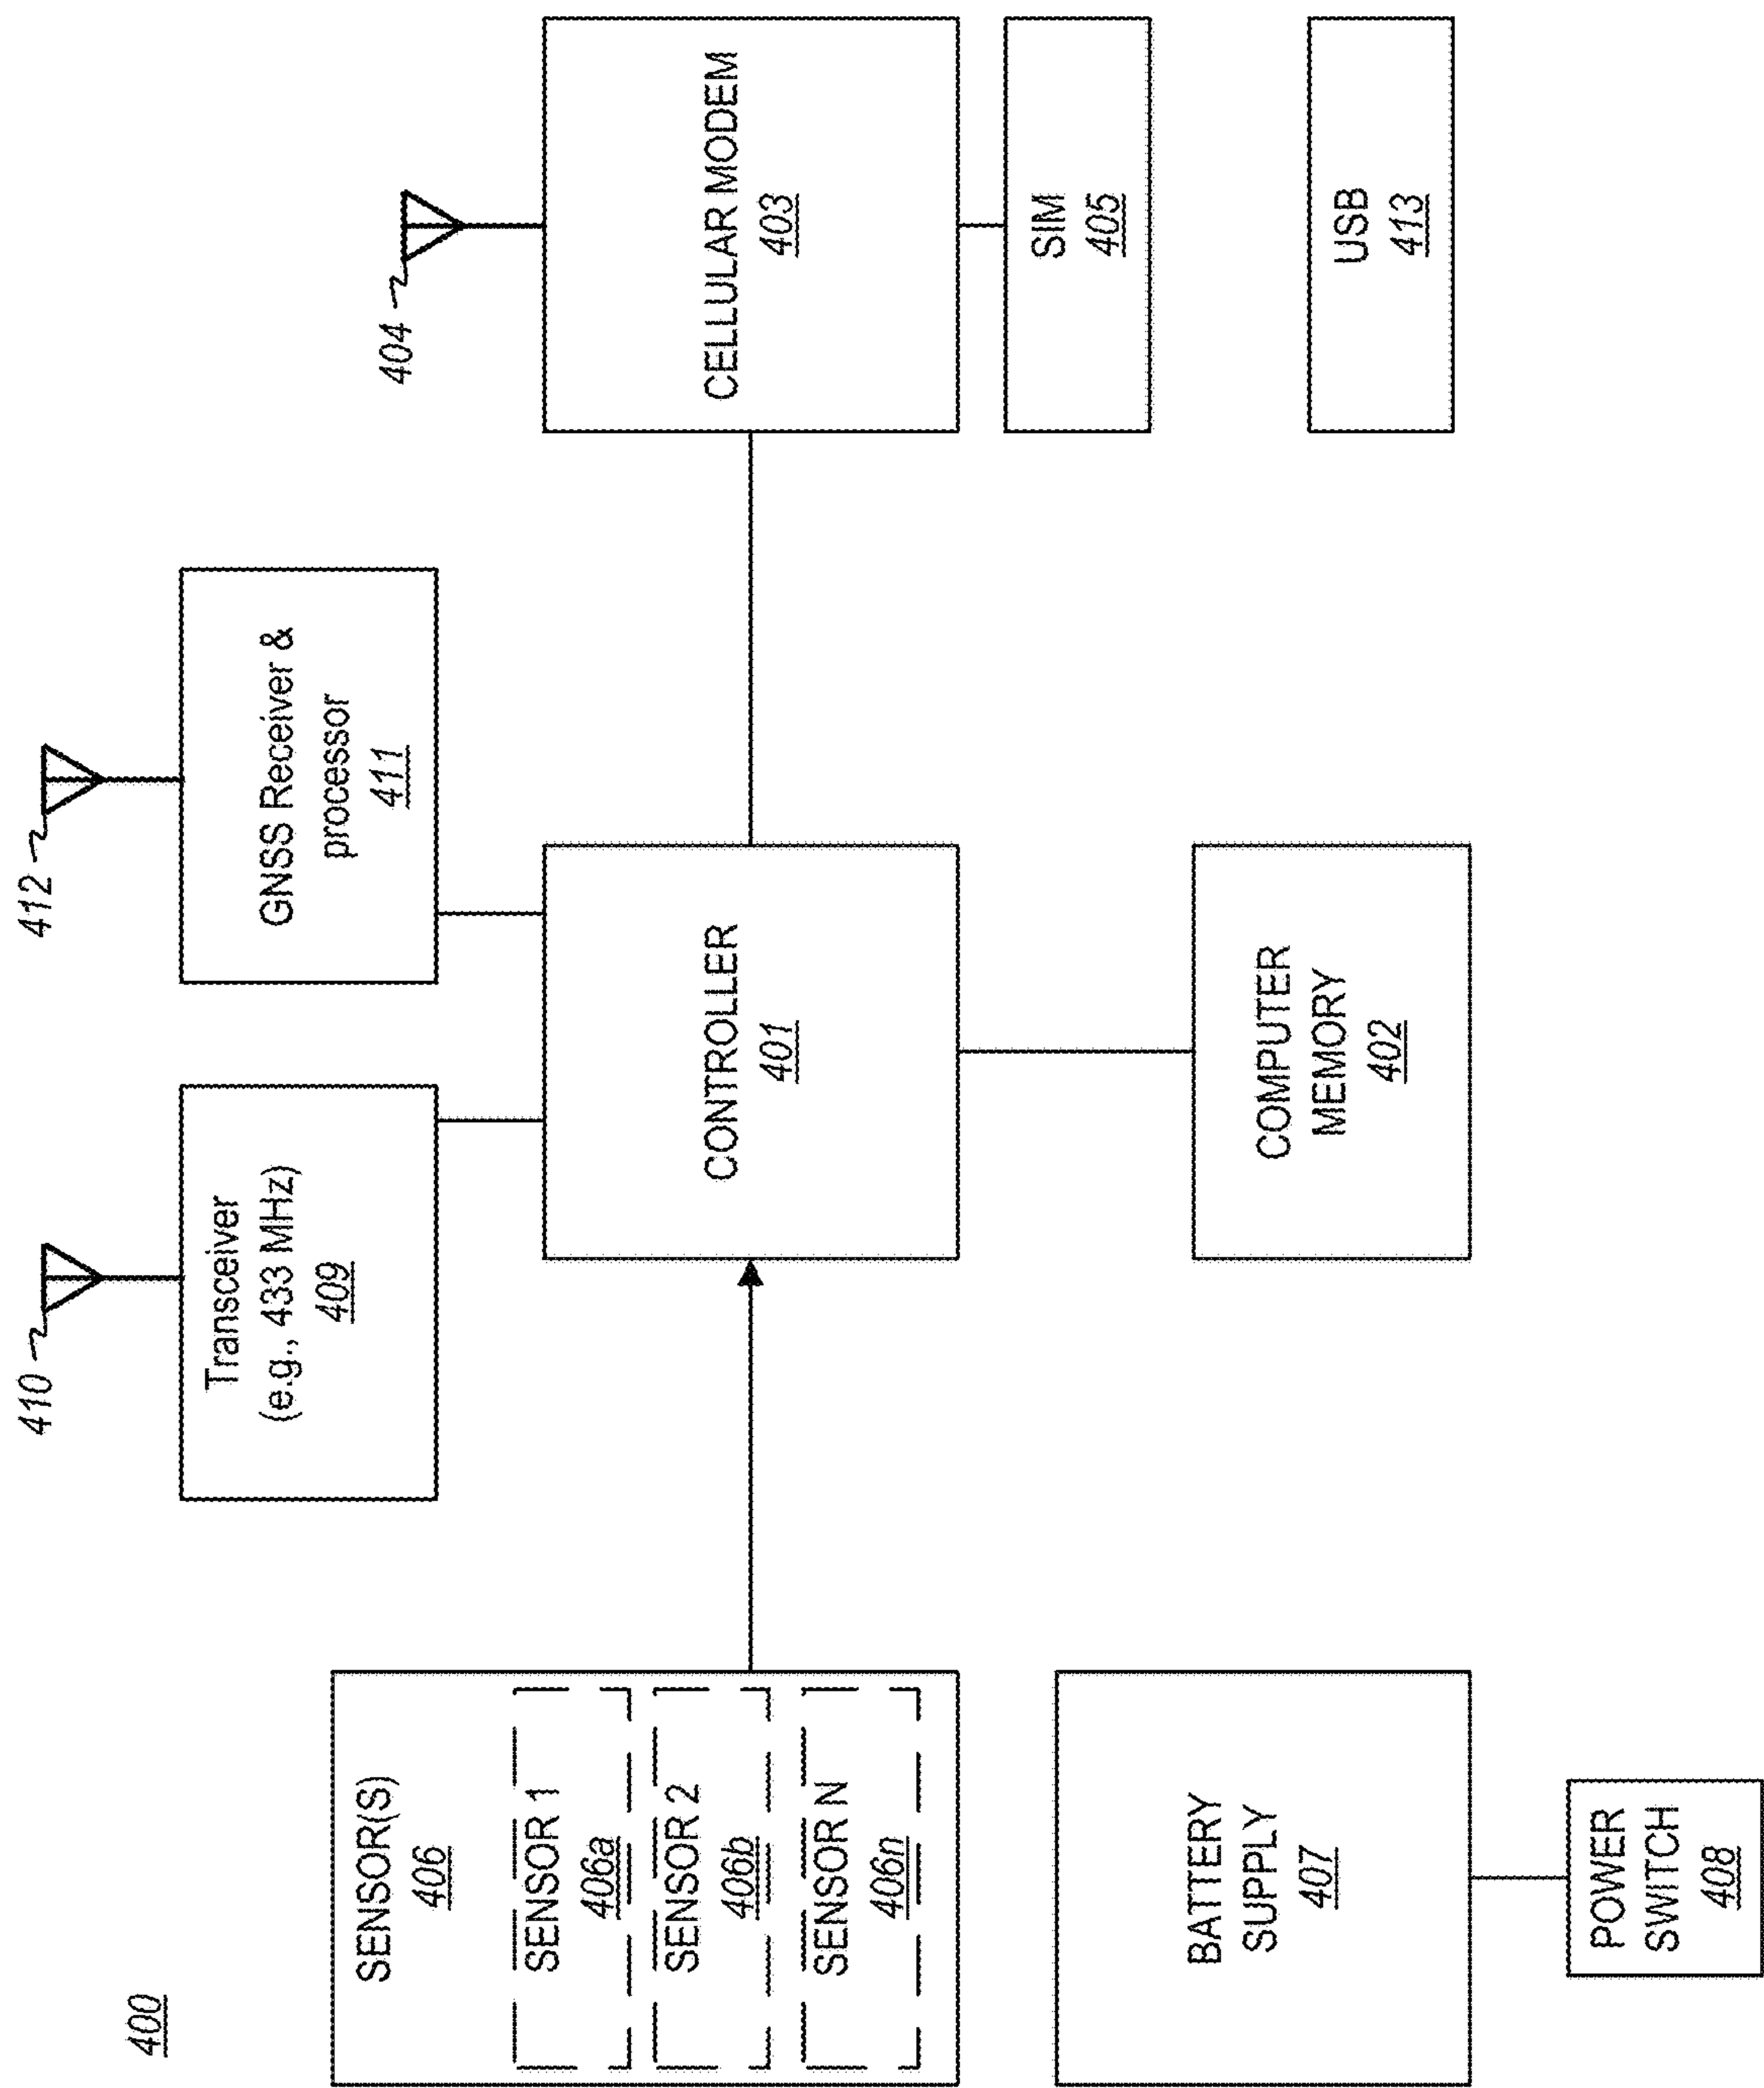 400
410
412
404
Transceiver
(e.g., 433 MHz)
409
GNSS Receiver &
processor
411
SENSOR(S)
406
SENSOR 1
406a
SENSOR 2
406b
SENSOR N
406n
CONTROLLER
401
CELLULAR MODEM
403
SIM
405
BATTERY
SUPPLY
407
COMPUTER
MEMORY
402
USB
413
POWER
SWITCH
408